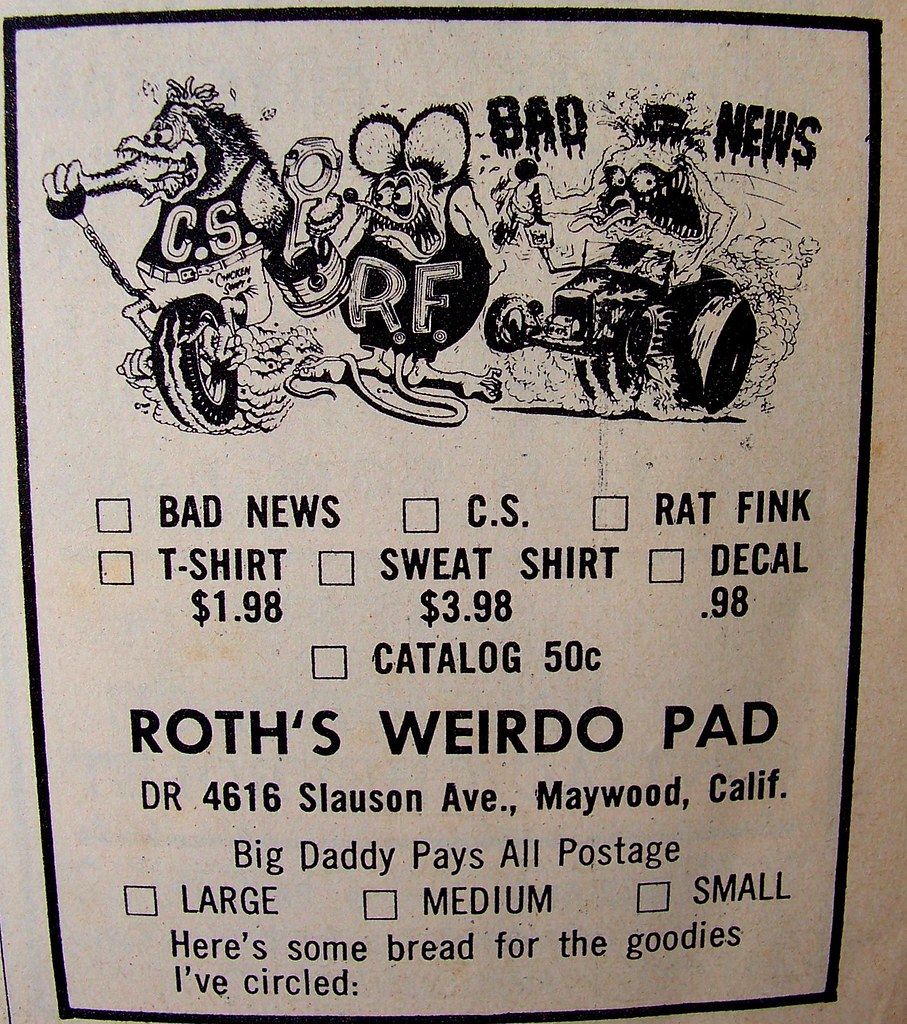 BAD NEWS
C.S.
R.F.
BAD NEWS C.S. RAT FINK
T-SHIRT SWEAT SHIRT DECAL
$1.98 $3.98 .98
CATALOG 50c
ROTH'S WEIRDO PAD
DR 4616 Slauson Ave., Maywood, Calif.
Big Daddy Pays All Postage
LARGE MEDIUM SMALL
Here's some bread for the goodies
I've circled: